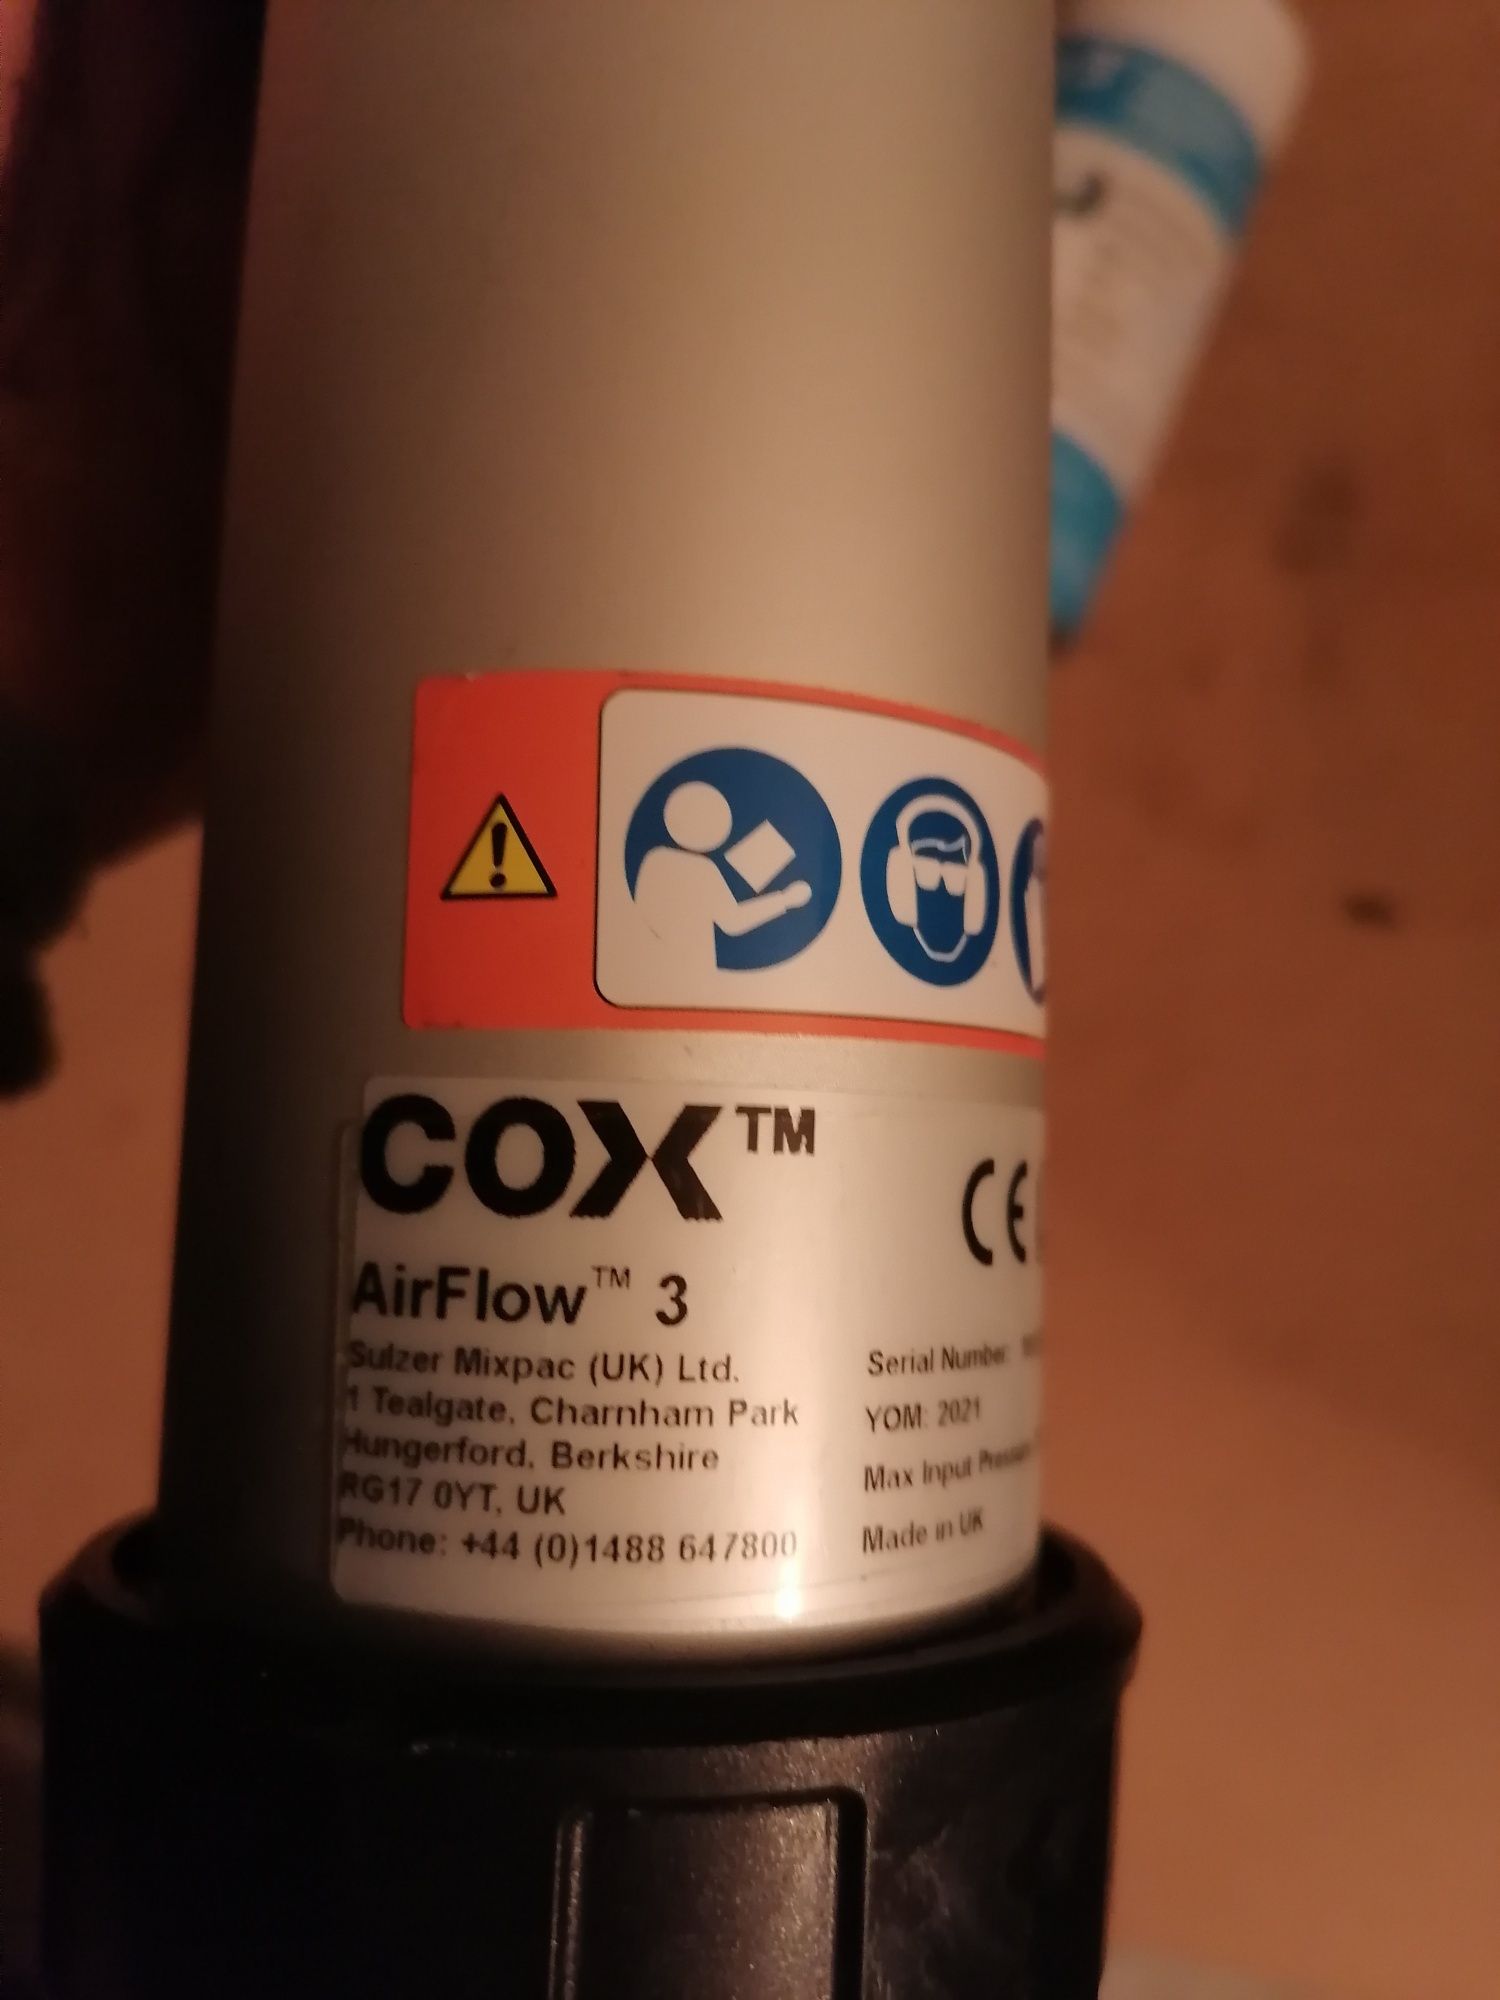 COX™
CE
AirFlow™ 3
Sulzer Mixpac (UK) Ltd.
1 Tealgate, Charnham Park
Hungerford, Berkshire
RG17 0YT, UK
Phone: +44 (0)1488 647800
Serial Number:
YOM: 2021
Max Input
Made in UK